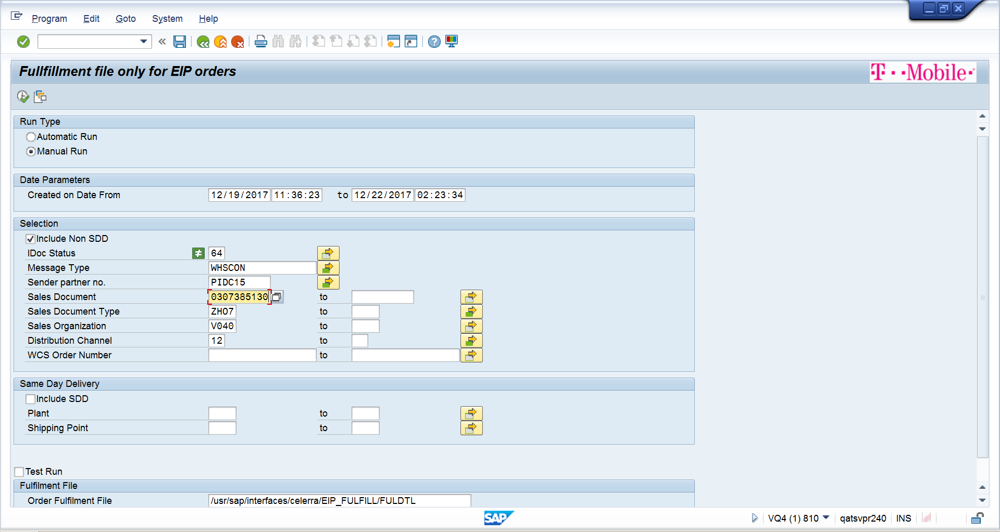 Program Edit Goto System Help
Fullfillment file only for EIP orders
T··Mobile·
Run Type
Automatic Run
Manual Run
Date Parameters
Created on Date From 12/19/2017 11:36:23 to 12/22/2017 02:23:34
Selection
Include Non SDD
IDoc Status 64
Message Type WHSCON
Sender partner no. PIDC15
Sales Document 0307385130 to
Sales Document Type ZHO7 to
Sales Organization V040 to
Distribution Channel 12 to
WCS Order Number to
Same Day Delivery
Include SDD
Plant to
Shipping Point to
Test Run
Fulfilment File
Order Fulfilment File /usr/sap/interfaces/celerra/EIP_FULFILL/FULDTL
SAP VQ4 (1) 810 qatsvpr240 INS